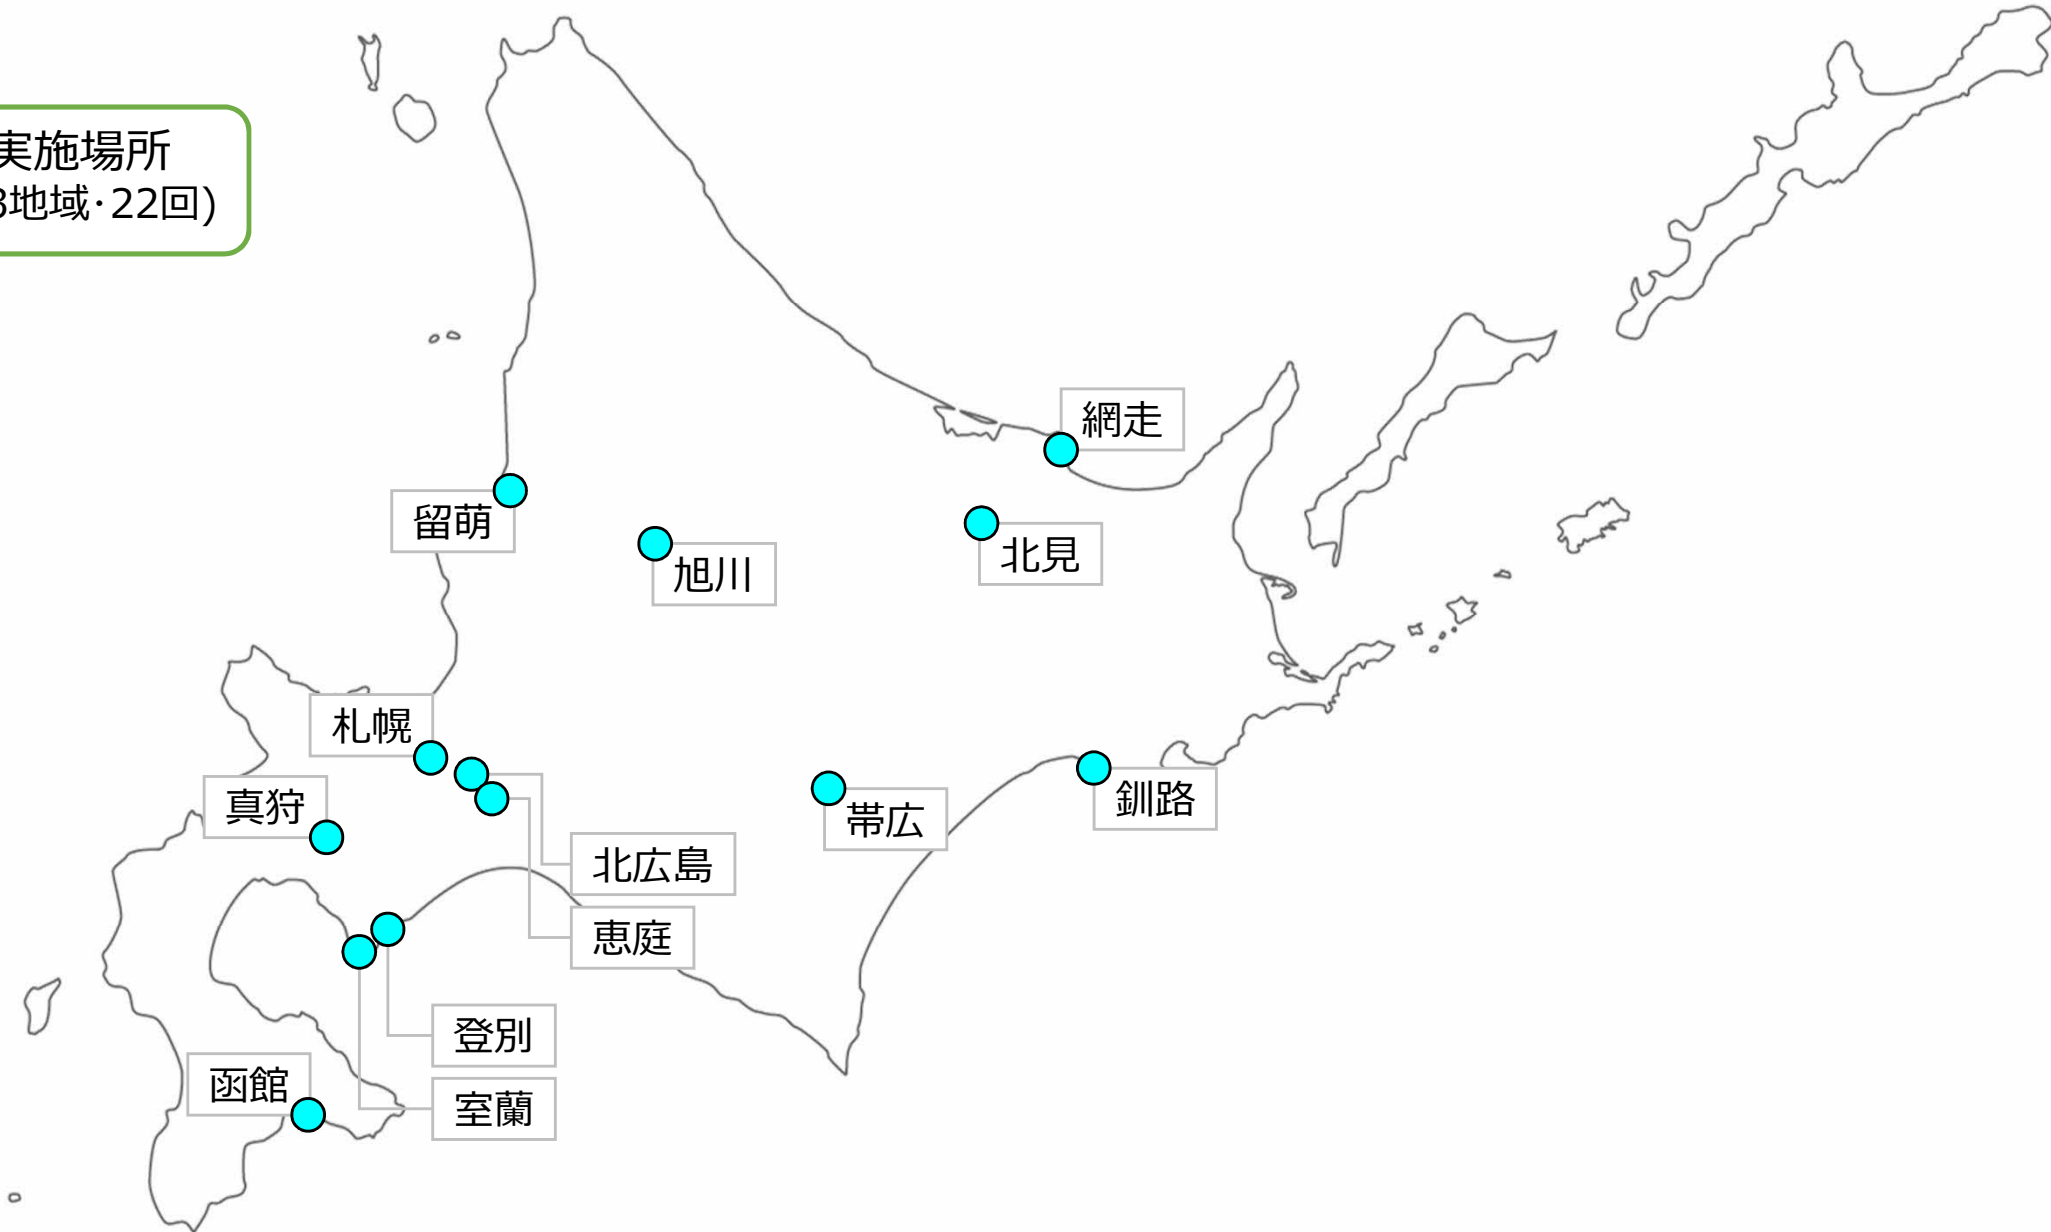 実施場所
3地域・22回)
網走
留萌
北見
旭川
札幌
真狩
釧路
帯広
北広島
恵庭
登別
函館
室蘭